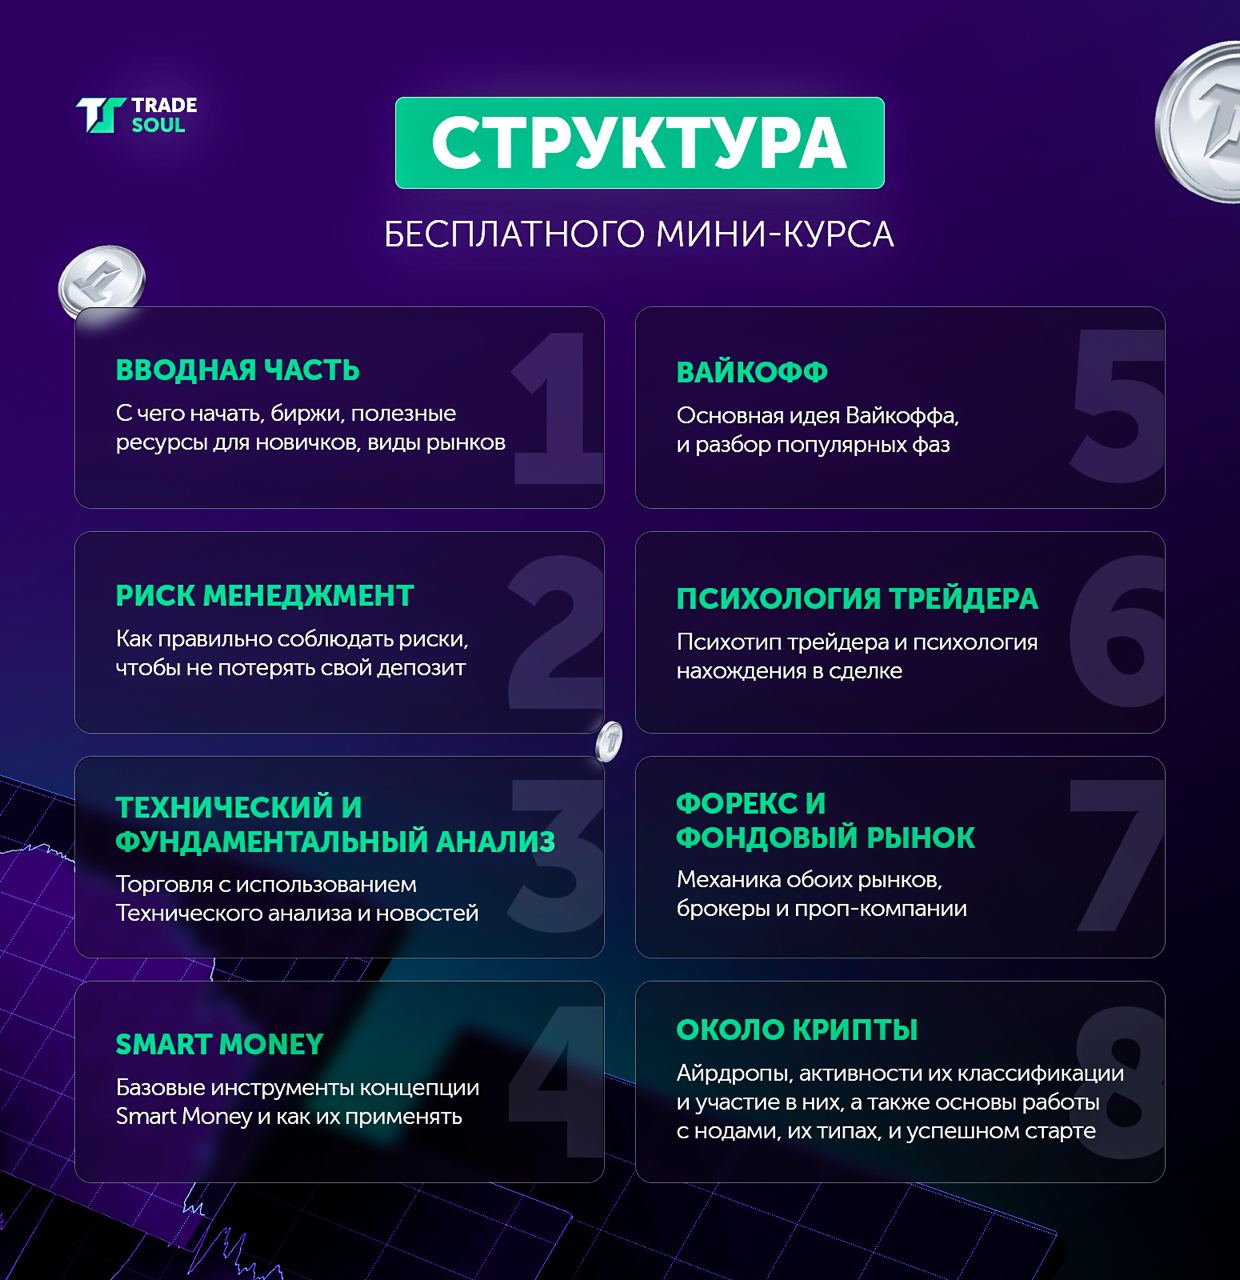 TRADE
SOUL
СТРУКТУРА
БЕСПЛАТНОГО МИНИ-КУРСА
1
ВВОДНАЯ ЧАСТЬ
С чего начать, биржи, полезные
ресурсы для новичков, виды рынков
2
РИСК МЕНЕДЖМЕНТ
Как правильно соблюдать риски,
чтобы не потерять свой депозит
3
ТЕХНИЧЕСКИЙ И
ФУНДАМЕНТАЛЬНЫЙ АНАЛИЗ
Торговля с использованием
Технического анализа и новостей
4
SMART MONEY
Базовые инструменты концепции
Smart Money и как их применять
5
ВАЙКОФФ
Основная идея Вайкоффа,
и разбор популярных фаз
6
ПСИХОЛОГИЯ ТРЕЙДЕРА
Психотип трейдера и психология
нахождения в сделке
7
ФОРЕКС И
ФОНДОВЫЙ РЫНОК
Механика обоих рынков,
брокеры и проп-компании
8
ОКОЛО КРИПТЫ
Айрдропы, активности их классификации
и участие в них, а также основы работы
с нодами, их типах, и успешном старте